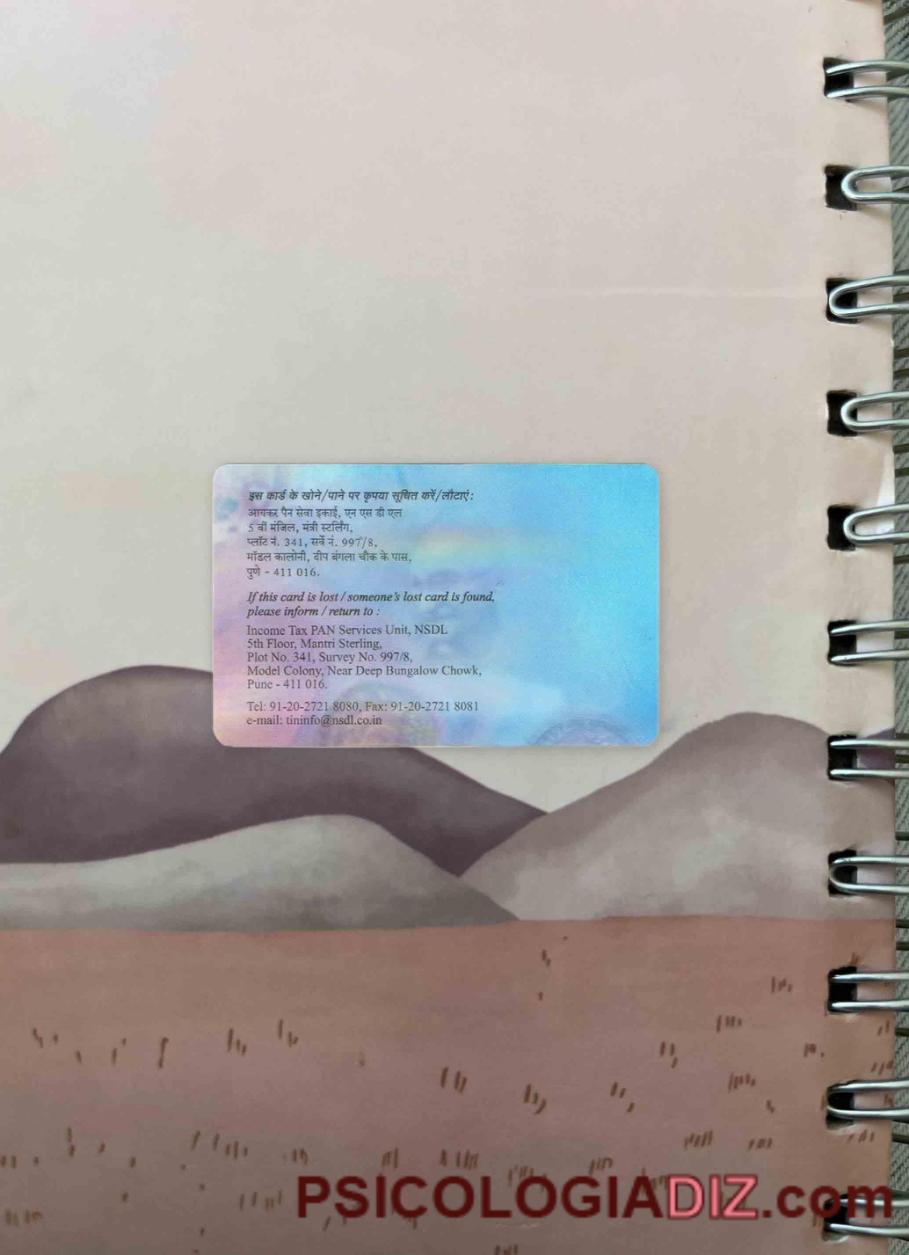 इस कार्ड के खोने/पाने पर कृपया सूचित करें/लौटाएं:
आयकर पैन सेवा इकाई, एन एस डी एल
5 वीं मंजिल, मंत्री स्टर्लिंग,
प्लॉट नं. 341, सर्वे नं. 997/8,
मॉडल कालोनी, दीप बंगला चौक के पास,
पुणे - 411 016.
If this card is lost / someone's lost card is found,
please inform / return to :
Income Tax PAN Services Unit, NSDL
5th Floor, Mantri Sterling,
Plot No. 341, Survey No. 997/8,
Model Colony, Near Deep Bungalow Chowk,
Pune - 411 016.
Tel: 91-20-2721 8080, Fax: 91-20-2721 8081
e-mail: tininfo@nsdl.co.in
PSICOLOGIADIZ.com